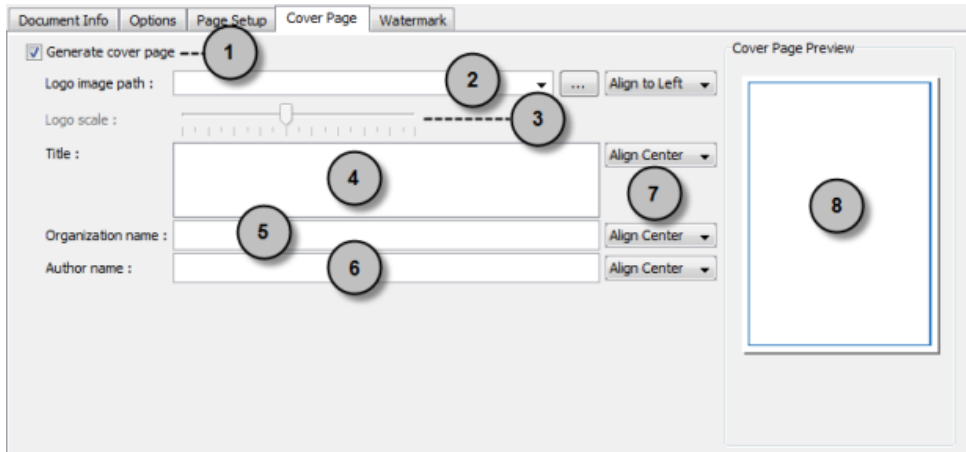 Document Info Options Page Setup Cover Page Watermark
Generate cover page 1 Cover Page Preview
Logo image path : 2 ... Align to Left
Logo scale : 3
Title : 4 Align Center
7 8
Organization name : 5 Align Center
Author name : 6 Align Center